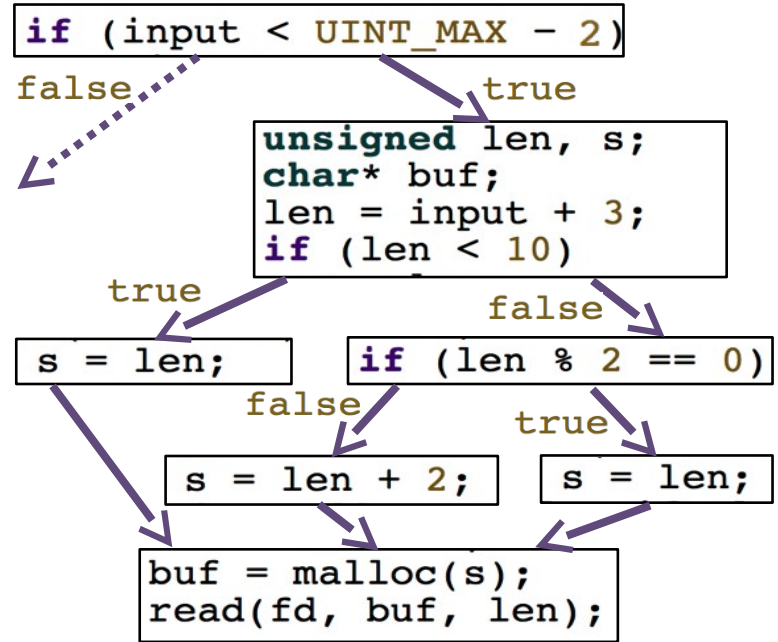 if (input < UINT_MAX - 2)
false
true
unsigned len, s;
char* buf;
len = input + 3;
if (len < 10)
true
false
s = len;
if (len % 2 == 0)
false
true
s = len + 2;
s = len;
buf = malloc(s);
read(fd, buf, len);